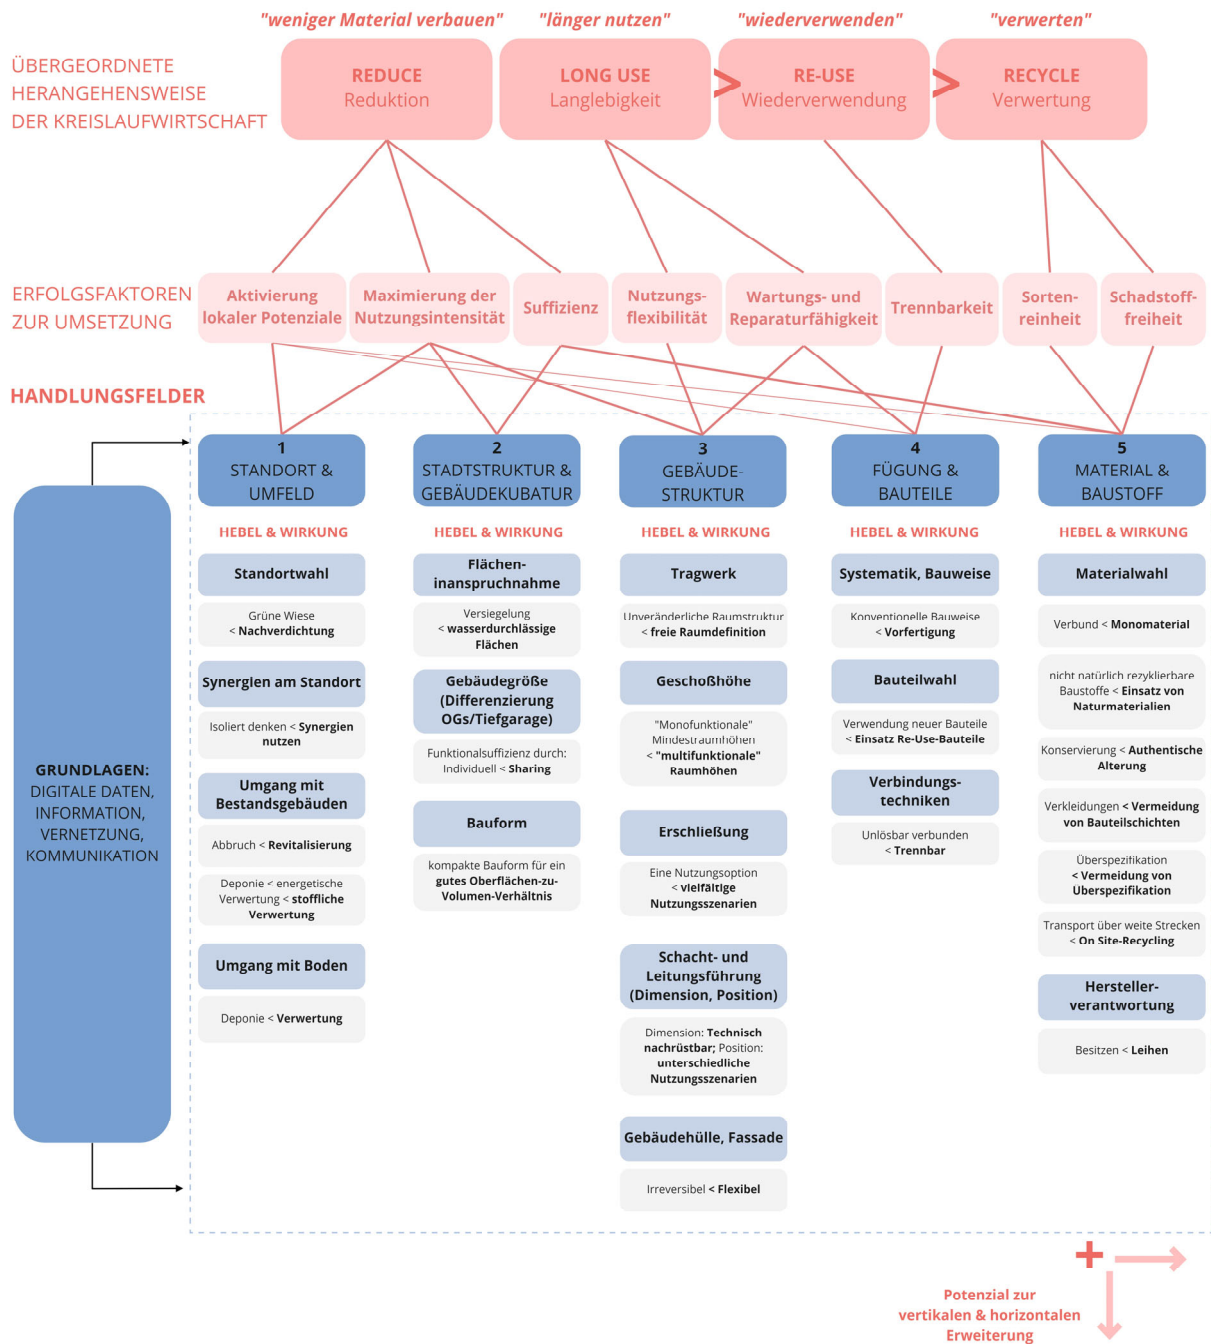 "weniger Material verbauen"
"länger nutzen"
"wiederverwenden"
"verwerten"
ÜBERGEORDNETE
HERANGEHENSWEISE
DER KREISLAUFWIRTSCHAFT
REDUCE
Reduktion
LONG USE
Langlebigkeit
>
RE-USE
Wiederverwendung
>
RECYCLE
Verwertung
ERFOLGSFAKTOREN
ZUR UMSETZUNG
Aktivierung
lokaler Potenziale
Maximierung der
Nutzungsintensität
Suffizienz
Nutzungs-
flexibilität
Wartungs- und
Reparaturfähigkeit
Trennbarkeit
Sorten-
reinheit
Schadstoff-
freiheit
HANDLUNGSFELDER
GRUNDLAGEN:
DIGITALE DATEN,
INFORMATION,
VERNETZUNG,
KOMMUNIKATION
1
STANDORT &
UMFELD
HEBEL & WIRKUNG
Standortwahl
Grüne Wiese
< Nachverdichtung
Synergien am Standort
Isoliert denken < Synergien
nutzen
Umgang mit
Bestandsgebäuden
Abbruch < Revitalisierung
Deponie < energetische
Verwertung < stoffliche
Verwertung
Umgang mit Boden
Deponie < Verwertung
2
STADTSTRUKTUR &
GEBÄUDEKUBATUR
HEBEL & WIRKUNG
Flächen-
inanspruchnahme
Versiegelung
< wasserdurchlässige
Flächen
Gebäudegröße
(Differenzierung
OGs/Tiefgarage)
Funktionalsuffizienz durch:
Individuell < Sharing
Bauform
kompakte Bauform für ein
gutes Oberflächen-zu-
Volumen-Verhältnis
3
GEBÄUDE-
STRUKTUR
HEBEL & WIRKUNG
Tragwerk
Unveränderliche Raumstruktur
< freie Raumdefinition
Geschoßhöhe
"Monofunktionale"
Mindestraumhöhen
< "multifunktionale"
Raumhöhen
Erschließung
Eine Nutzungsoption
< vielfältige
Nutzungsszenarien
Schacht- und
Leitungsführung
(Dimension, Position)
Dimension: Technisch
nachrüstbar; Position:
unterschiedliche
Nutzungsszenarien
Gebäudehülle, Fassade
Irreversibel < Flexibel
4
FÜGUNG &
BAUTEILE
HEBEL & WIRKUNG
Systematik, Bauweise
Konventionelle Bauweise
< Vorfertigung
Bauteilwahl
Verwendung neuer Bauteile
< Einsatz Re-Use-Bauteile
Verbindungs-
techniken
Unlösbar verbunden
< Trennbar
5
MATERIAL &
BAUSTOFF
HEBEL & WIRKUNG
Materialwahl
Verbund < Monomaterial
nicht natürlich rezyklierbare
Baustoffe < Einsatz von
Naturmaterialien
Konservierung < Authentische
Alterung
Verkleidungen < Vermeidung
von Bauteilschichten
Überspezifikation
< Vermeidung von
Überspezifikation
Transport über weite Strecken
< On Site-Recycling
Hersteller-
verantwortung
Besitzen < Leihen
+
Potenzial zur
vertikalen & horizontalen
Erweiterung